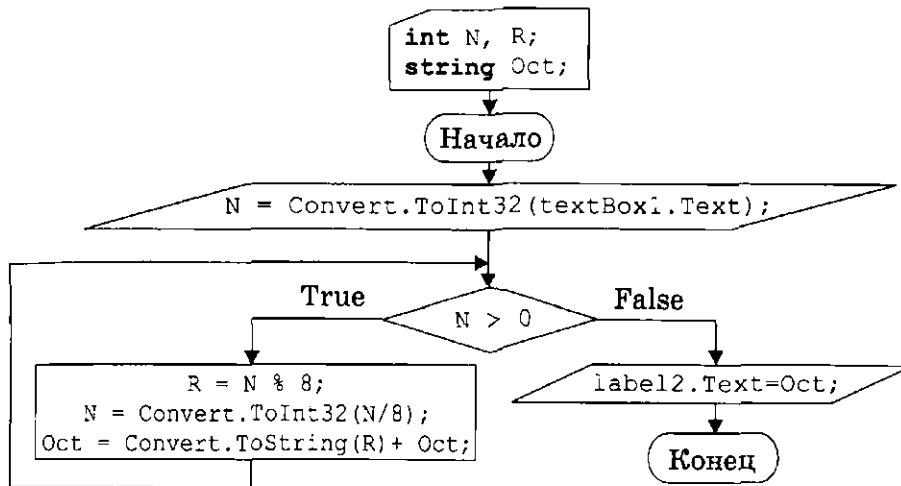 int N, R;
string Oct;
Начало
N = Convert.ToInt32(textBox1.Text);
True
False
N > 0
R = N % 8;
N = Convert.ToInt32(N/8);
Oct = Convert.ToString(R)+ Oct;
label2.Text=Oct;
Конец